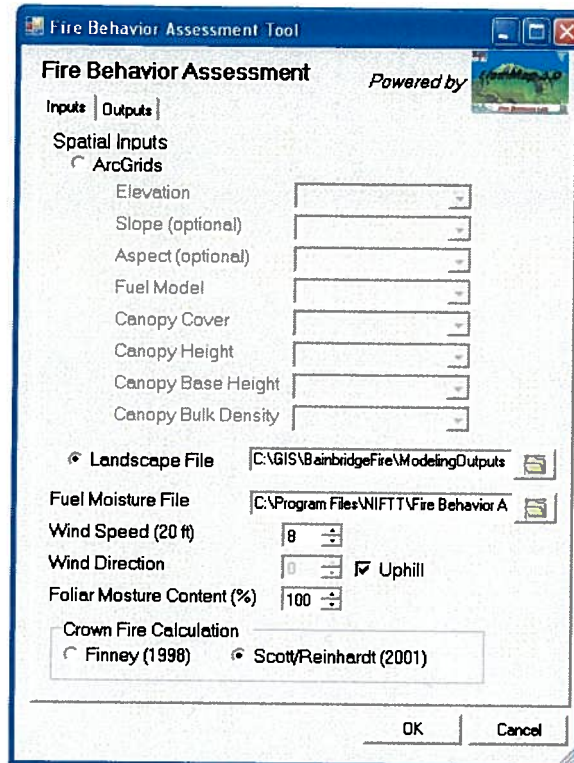 Fire Behavior Assessment Tool
Fire Behavior Assessment
Powered by
Inputs Outputs
Spatial Inputs
ArcGrids
Elevation
Slope (optional)
Aspect (optional)
Fuel Model
Canopy Cover
Canopy Height
Canopy Base Height
Canopy Bulk Density
Landscape File C:\GIS\BainbridgeFire\ModelingOutputs
Fuel Moisture File C:\Program Files\NIFTT\Fire Behavior A
Wind Speed (20 ft) 8
Wind Direction 0 Uphill
Foliar Mosture Content (%) 100
Crown Fire Calculation
Finney (1998) Scott/Reinhardt (2001)
OK Cancel